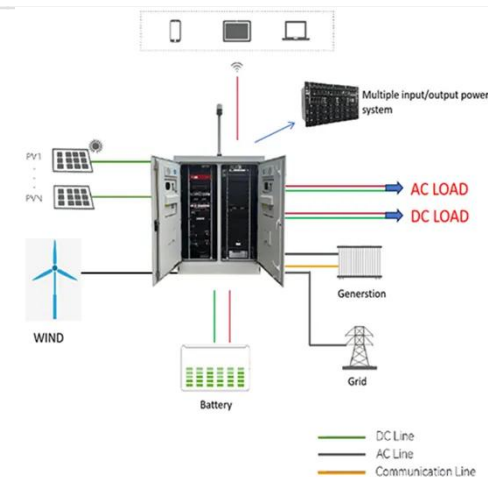 Multiple input/output power
system
PV1
PVN
AC LOAD
DC LOAD
WIND
Generstion
Grid
Battery
DC Line
AC Line
Communication Line